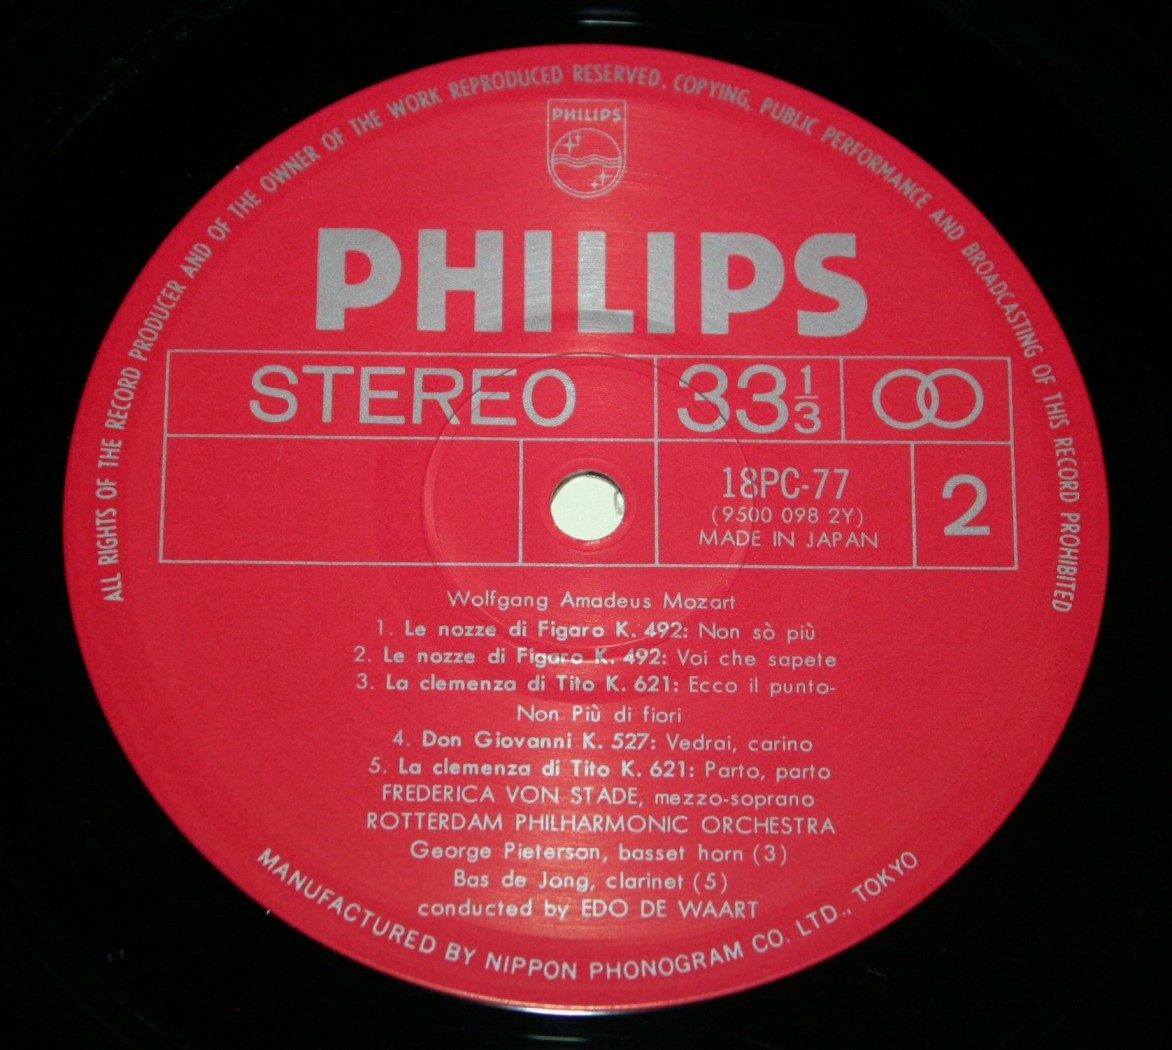 ALL RIGHTS OF THE RECORD PRODUCER AND OF THE OWNER OF THE WORK REPRODUCED RESERVED. COPYING, PUBLIC PERFORMANCE AND BROADCASTING OF THIS RECORD PROHIBITED
PHILIPS
PHILIPS
STEREO 33 1/3
18PC-77
(9500 098 2Y)
MADE IN JAPAN
2
Wolfgang Amadeus Mozart
1. Le nozze di Figaro K. 492: Non sò più
2. Le nozze di Figaro K. 492: Voi che sapete
3. La clemenza di Tito K. 621: Ecco il punto-
Non Più di fiori
4. Don Giovanni K. 527: Vedrai, carino
5. La clemenza di Tito K. 621: Parto, parto
FREDERICA VON STADE, mezzo-soprano
ROTTERDAM PHILHARMONIC ORCHESTRA
George Pieterson, basset horn (3)
Bas de Jong, clarinet (5)
conducted by EDO DE WAART
MANUFACTURED BY NIPPON PHONOGRAM CO. LTD., TOKYO